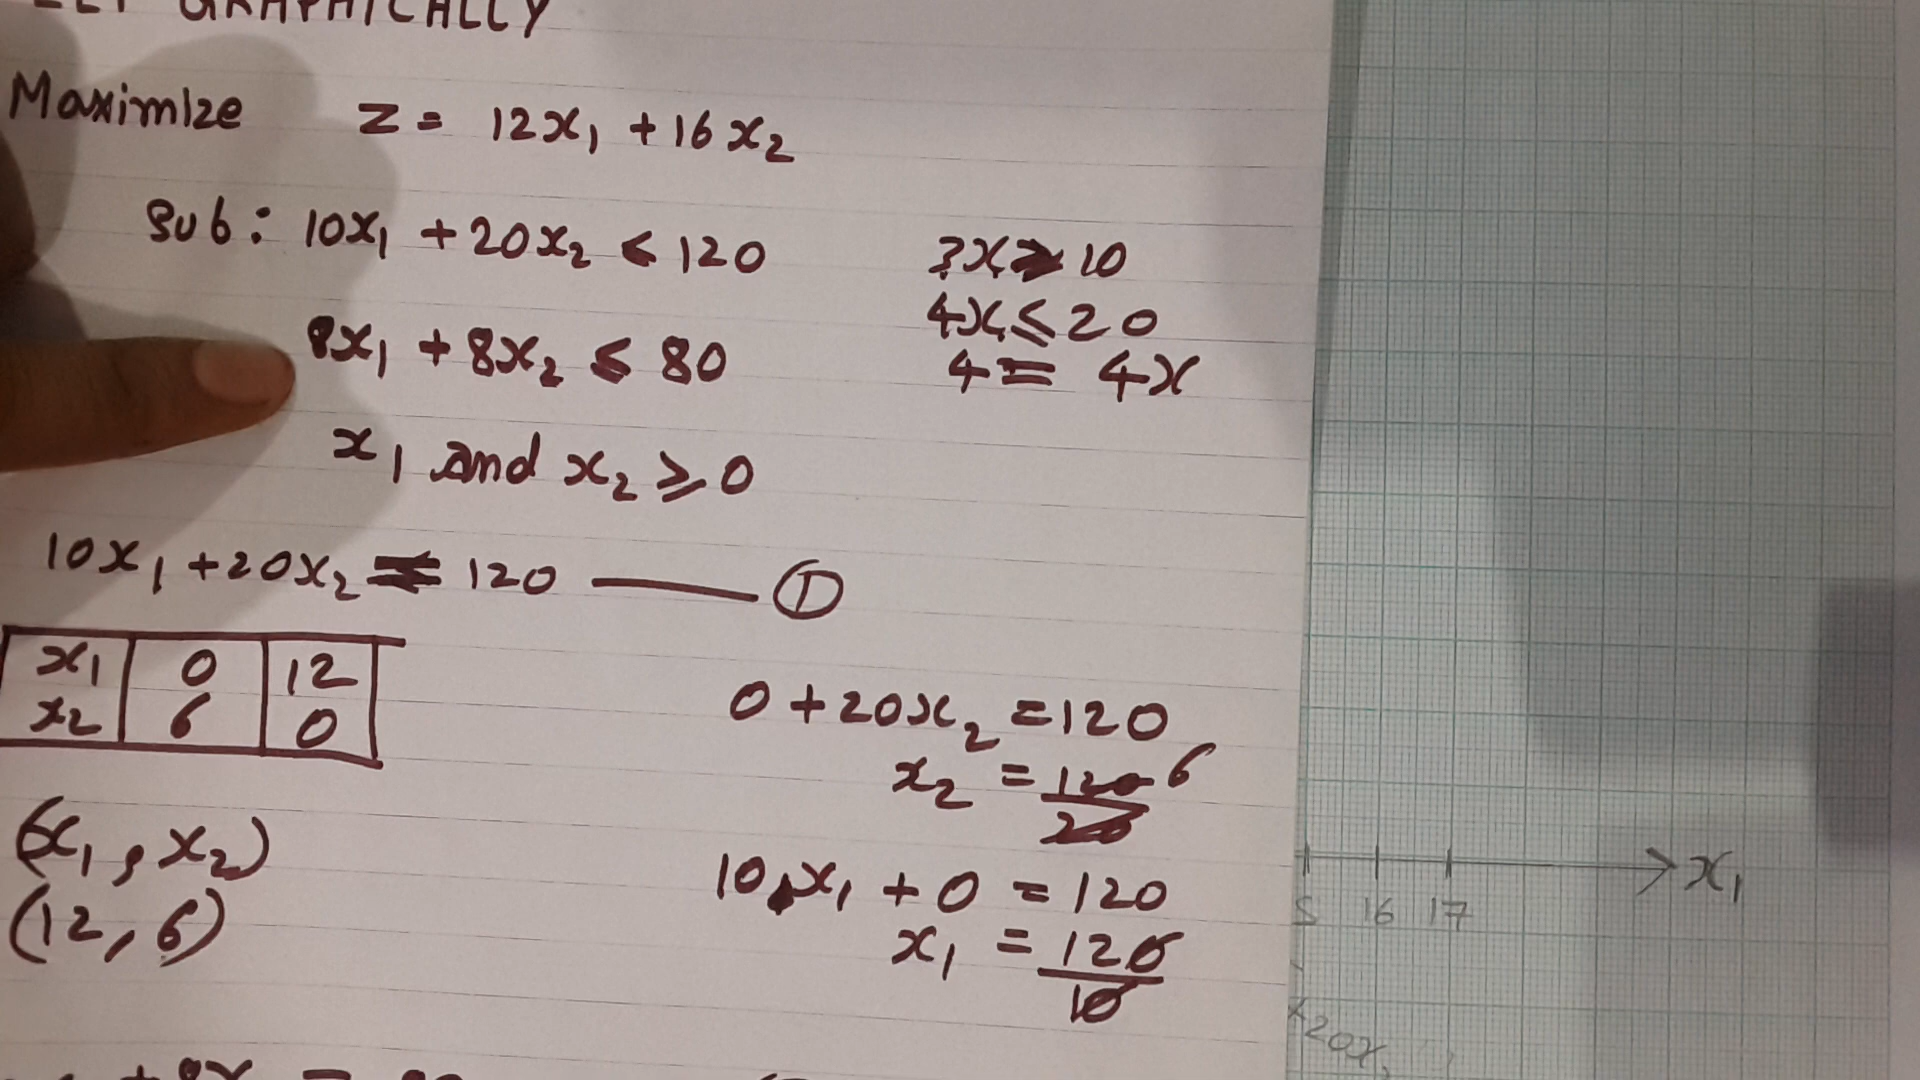 GRAPHICALLY
Maximize Z = 12x₁ + 16x₂
Sub: 10x₁ + 20x₂ ≤ 120
8x₁ + 8x₂ ≤ 80
x₁ and x₂ ≥ 0
3x ≥ 10
4x ≤ 20
4 = 4x
10x₁ + 20x₂ = 120 —— ①
x₁ 0 12
x₂ 6 0
(x₁, x₂)
(12, 6)
0 + 20x₂ = 120
x₂ = 120/20 6
10x₁ + 0 = 120
x₁ = 120/10
16 17 x₁